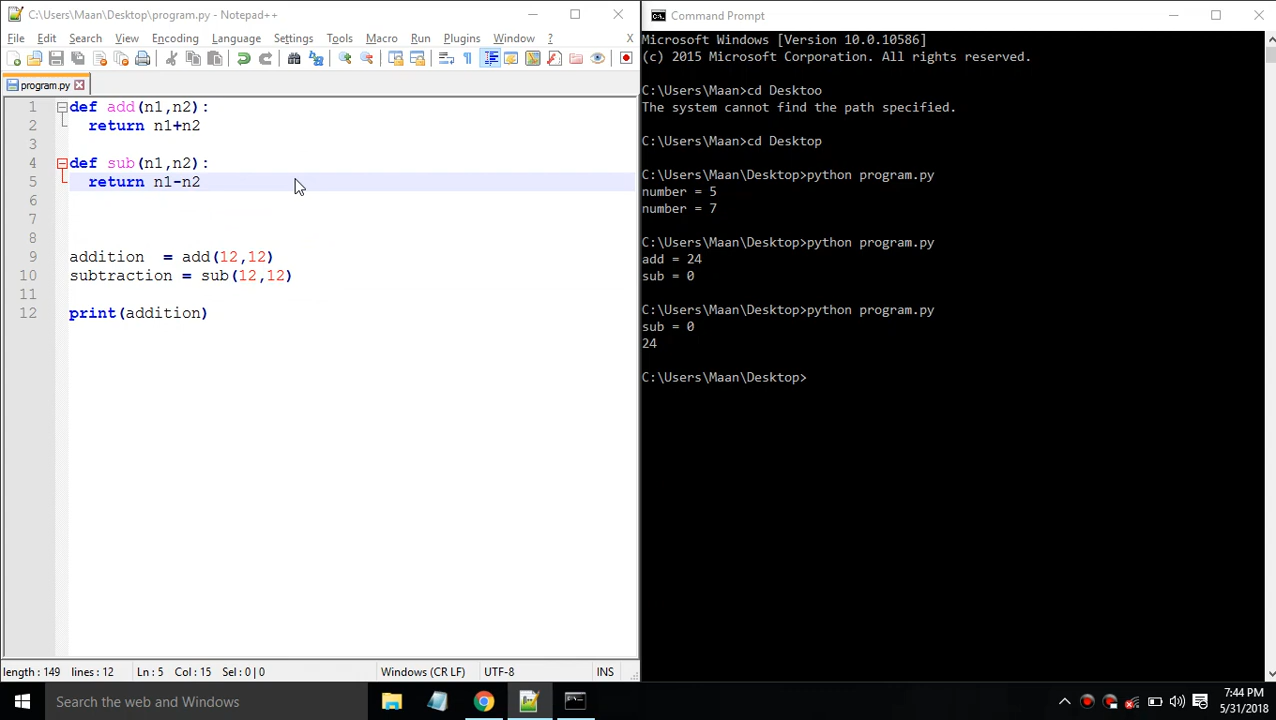 C:\Users\Maan\Desktop\program.py - Notepad++
File Edit Search View Encoding Language Settings Tools Macro Run Plugins Window ? X
program.py
1 def add(n1,n2):
2 return n1+n2
3
4 def sub(n1,n2):
5 return n1-n2
6
7
8
9 addition  = add(12,12)
10 subtraction = sub(12,12)
11
12 print(addition)
length : 149 lines : 12 Ln : 5 Col : 15 Sel : 0 | 0 Windows (CR LF) UTF-8 INS
Command Prompt
Microsoft Windows [Version 10.0.10586]
(c) 2015 Microsoft Corporation. All rights reserved.
C:\Users\Maan>cd Desktoo
The system cannot find the path specified.
C:\Users\Maan>cd Desktop
C:\Users\Maan\Desktop>python program.py
number = 5
number = 7
C:\Users\Maan\Desktop>python program.py
add = 24
sub = 0
C:\Users\Maan\Desktop>python program.py
sub = 0
24
C:\Users\Maan\Desktop>
Search the web and Windows
7:44 PM
5/31/2018